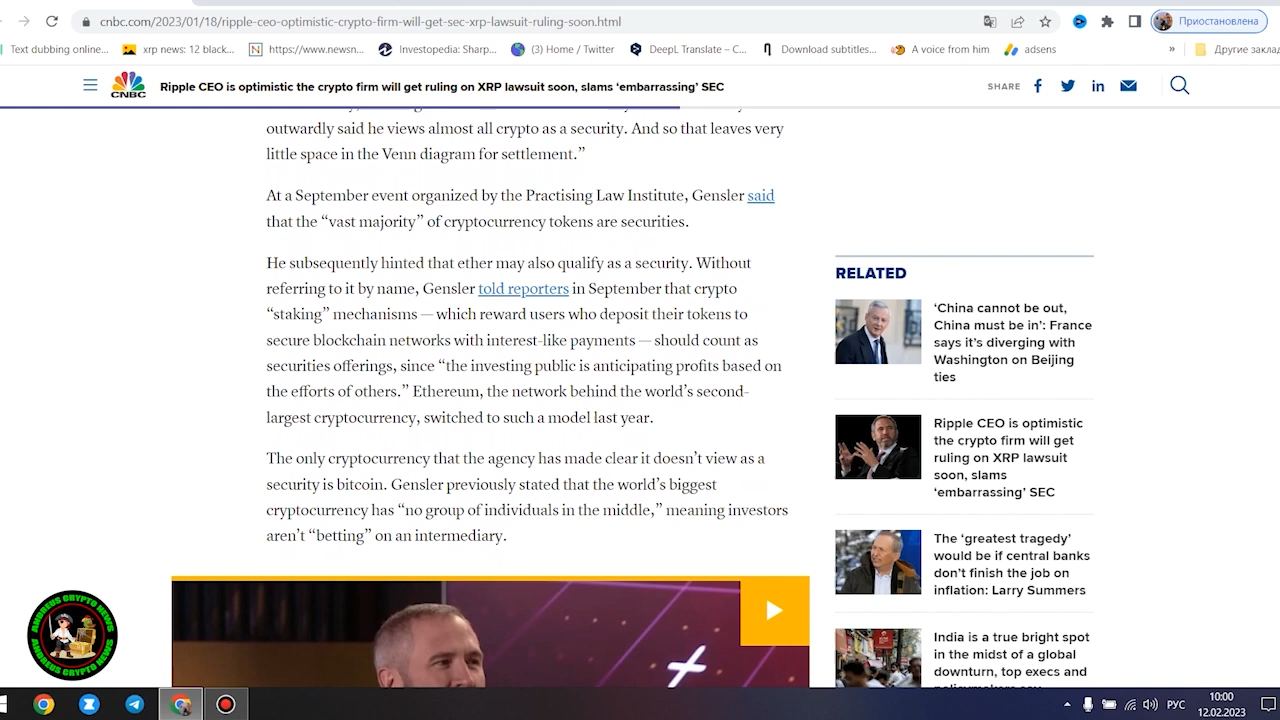 cnbc.com/2023/01/18/ripple-ceo-optimistic-crypto-firm-will-get-sec-xrp-lawsuit-ruling-soon.html
Приостановлена
Text dubbing online...
xrp news: 12 black...
https://www.newsn...
Investopedia: Sharp...
(3) Home / Twitter
DeepL Translate – C...
Download subtitles...
A voice from him
adsens
»
Другие закла
CNBC
Ripple CEO is optimistic the crypto firm will get ruling on XRP lawsuit soon, slams ‘embarrassing’ SEC
SHARE
outwardly said he views almost all crypto as a security. And so that leaves very
little space in the Venn diagram for settlement.”
At a September event organized by the Practising Law Institute, Gensler said
that the “vast majority” of cryptocurrency tokens are securities.
He subsequently hinted that ether may also qualify as a security. Without
referring to it by name, Gensler told reporters in September that crypto
“staking” mechanisms — which reward users who deposit their tokens to
secure blockchain networks with interest-like payments — should count as
securities offerings, since “the investing public is anticipating profits based on
the efforts of others.” Ethereum, the network behind the world’s second-
largest cryptocurrency, switched to such a model last year.
The only cryptocurrency that the agency has made clear it doesn’t view as a
security is bitcoin. Gensler previously stated that the world’s biggest
cryptocurrency has “no group of individuals in the middle,” meaning investors
aren’t “betting” on an intermediary.
RELATED
‘China cannot be out,
China must be in’: France
says it’s diverging with
Washington on Beijing
ties
Ripple CEO is optimistic
the crypto firm will get
ruling on XRP lawsuit
soon, slams
‘embarrassing’ SEC
The ‘greatest tragedy’
would be if central banks
don’t finish the job on
inflation: Larry Summers
India is a true bright spot
in the midst of a global
downturn, top execs and
ANDREUS CRYPTO NEWS
ANDREUS CRYPTO NEWS
РУС
10:00
12.02.2023